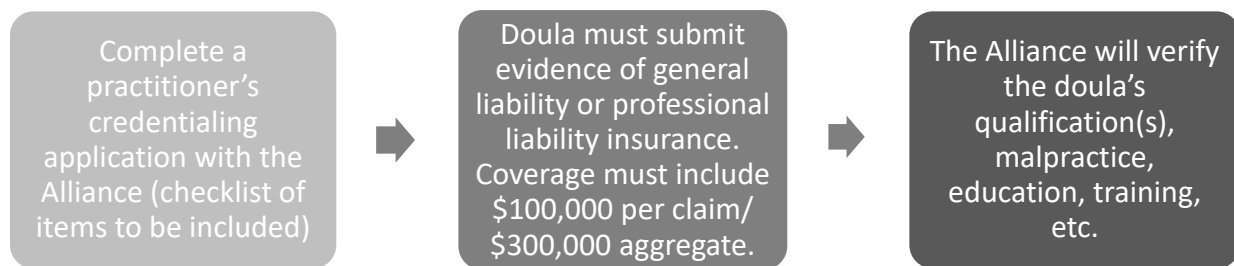 Complete a
practitioner’s
credentialing
application with the
Alliance (checklist of
items to be included)
Doula must submit
evidence of general
liability or professional
liability insurance.
Coverage must include
$100,000 per claim/
$300,000 aggregate.
The Alliance will verify
the doula’s
qualification(s),
malpractice,
education, training,
etc.